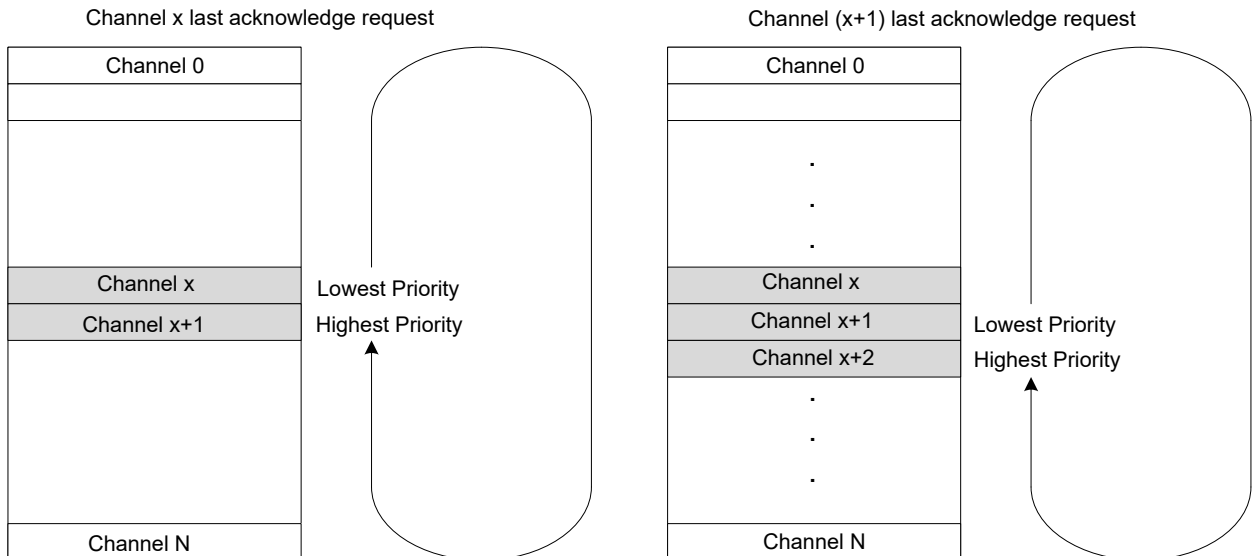 Channel x last acknowledge request
Channel 0
Channel x
Lowest Priority
Channel x+1
Highest Priority
Channel N
Channel (x+1) last acknowledge request
Channel 0
.
.
.
Channel x
Channel x+1
Lowest Priority
Channel x+2
Highest Priority
.
.
.
Channel N